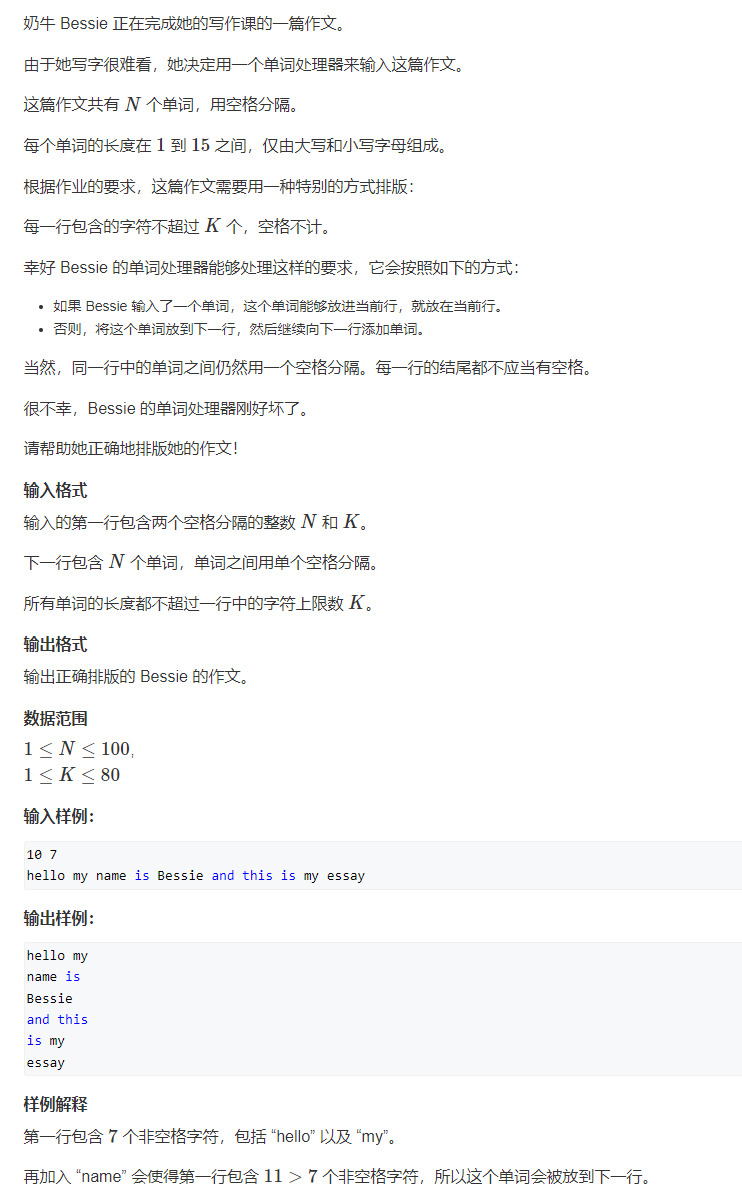 奶牛 Bessie 正在完成她的写作课的一篇作文。
由于她写字很难看，她决定用一个单词处理器来输入这篇作文。
这篇作文共有 N 个单词，用空格分隔。
每个单词的长度在 1 到 15 之间，仅由大写和小写字母组成。
根据作业的要求，这篇作文需要用一种特别的方式排版：
每一行包含的字符不超过 K 个，空格不计。
幸好 Bessie 的单词处理器能够处理这样的要求，它会按照如下的方式：
• 如果 Bessie 输入了一个单词，这个单词能够放进当前行，就放在当前行。
• 否则，将这个单词放到下一行，然后继续向下一行添加单词。
当然，同一行中的单词之间仍然用一个空格分隔。每一行的结尾都不应当有空格。
很不幸，Bessie 的单词处理器刚好坏了。
请帮助她正确地排版她的作文！
输入格式
输入的第一行包含两个空格分隔的整数 N 和 K。
下一行包含 N 个单词，单词之间用单个空格分隔。
所有单词的长度都不超过一行中的字符上限数 K。
输出格式
输出正确排版的 Bessie 的作文。
数据范围
1 ≤ N ≤ 100,
1 ≤ K ≤ 80
输入样例：
10 7
hello my name is Bessie and this is my essay
输出样例：
hello my
name is
Bessie
and this
is my
essay
样例解释
第一行包含 7 个非空格字符，包括 “hello” 以及 “my”。
再加入 “name” 会使得第一行包含 11 > 7 个非空格字符，所以这个单词会被放到下一行。